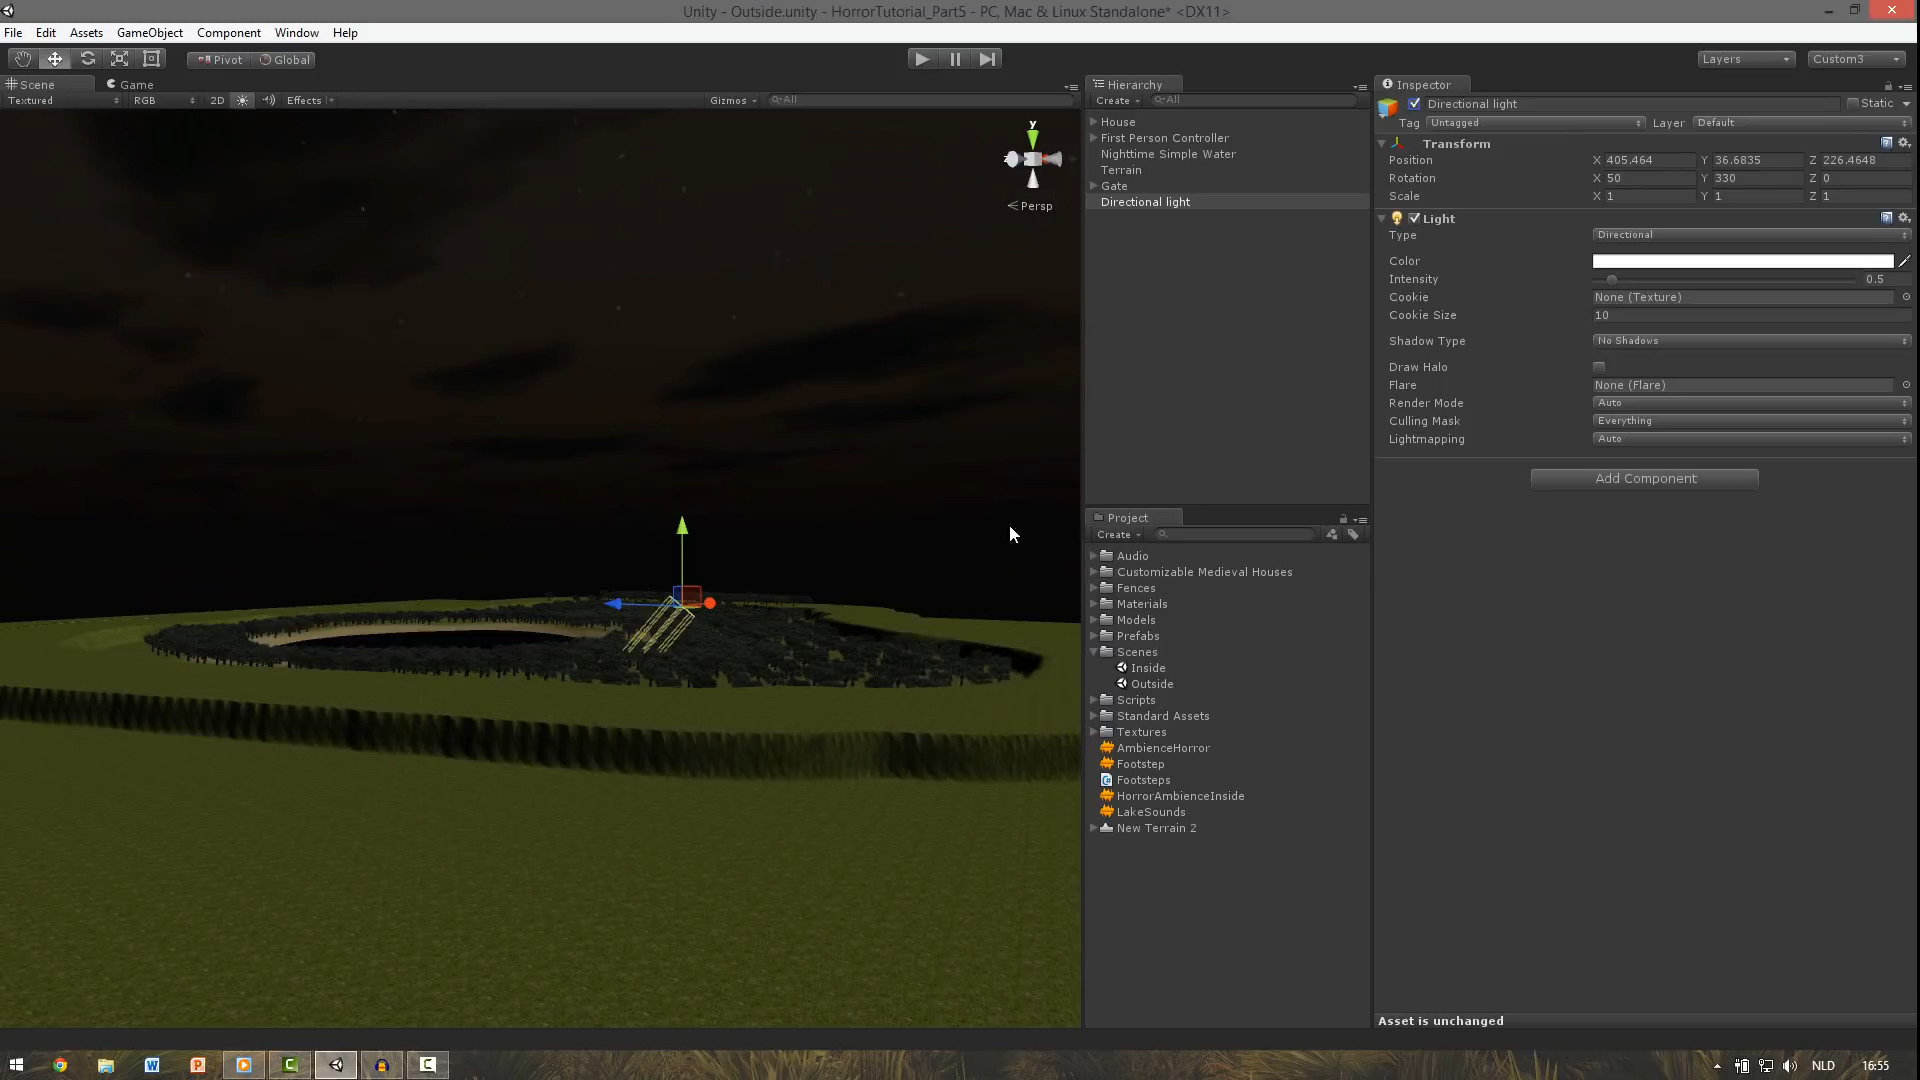 Unity - Outside.unity - HorrorTutorial_Part5 - PC, Mac & Linux Standalone* <DX11>
File Edit Assets GameObject Component Window Help
Pivot Global Layers Custom3
Scene Game
Textured RGB 2D Effects Gizmos All
y
z
Persp
Hierarchy
Create All
House
First Person Controller
Nighttime Simple Water
Terrain
Gate
Directional light
Project
Create
Audio
Customizable Medieval Houses
Fences
Materials
Models
Prefabs
Scenes
Inside
Outside
Scripts
Standard Assets
Textures
AmbienceHorror
Footstep
Footsteps
HorrorAmbienceInside
LakeSounds
New Terrain 2
Inspector
Directional light Static
Tag Untagged Layer Default
Transform
Position X 405.464 Y 36.6835 Z 226.4648
Rotation X 50 Y 330 Z 0
Scale X 1 Y 1 Z 1
Light
Type Directional
Color
Intensity 0.5
Cookie None (Texture)
Cookie Size 10
Shadow Type No Shadows
Draw Halo
Flare None (Flare)
Render Mode Auto
Culling Mask Everything
Lightmapping Auto
Add Component
Asset is unchanged
NLD 16:55